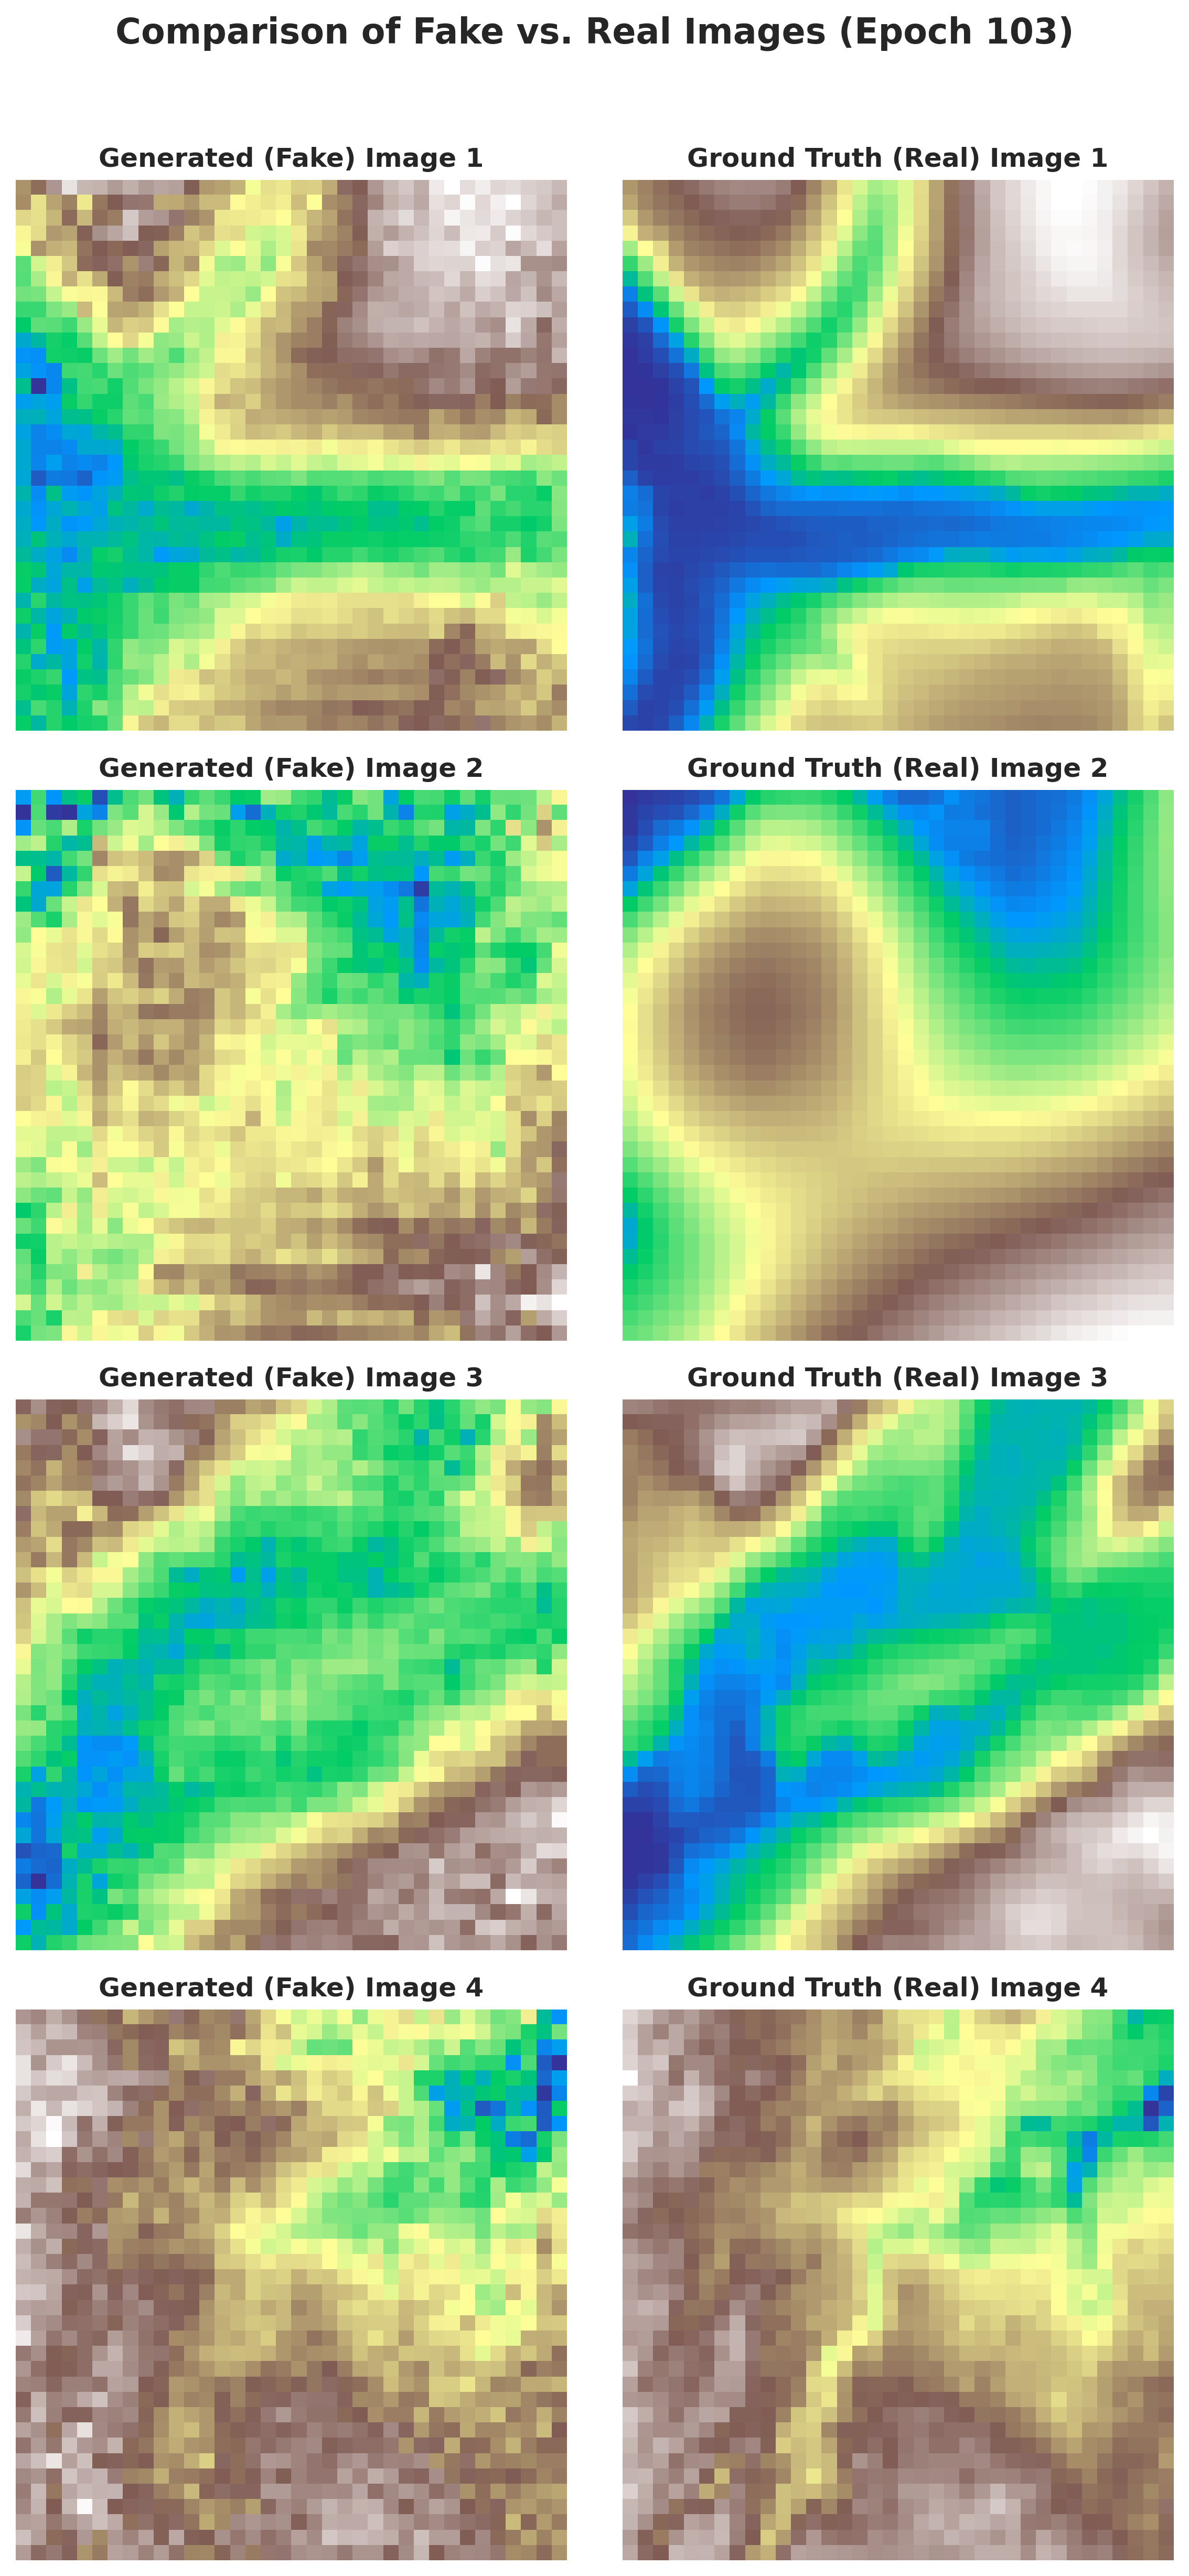 Comparison of Fake vs. Real Images (Epoch 103)
Generated (Fake) Image 1
Ground Truth (Real) Image 1
Generated (Fake) Image 2
Ground Truth (Real) Image 2
Generated (Fake) Image 3
Ground Truth (Real) Image 3
Generated (Fake) Image 4
Ground Truth (Real) Image 4